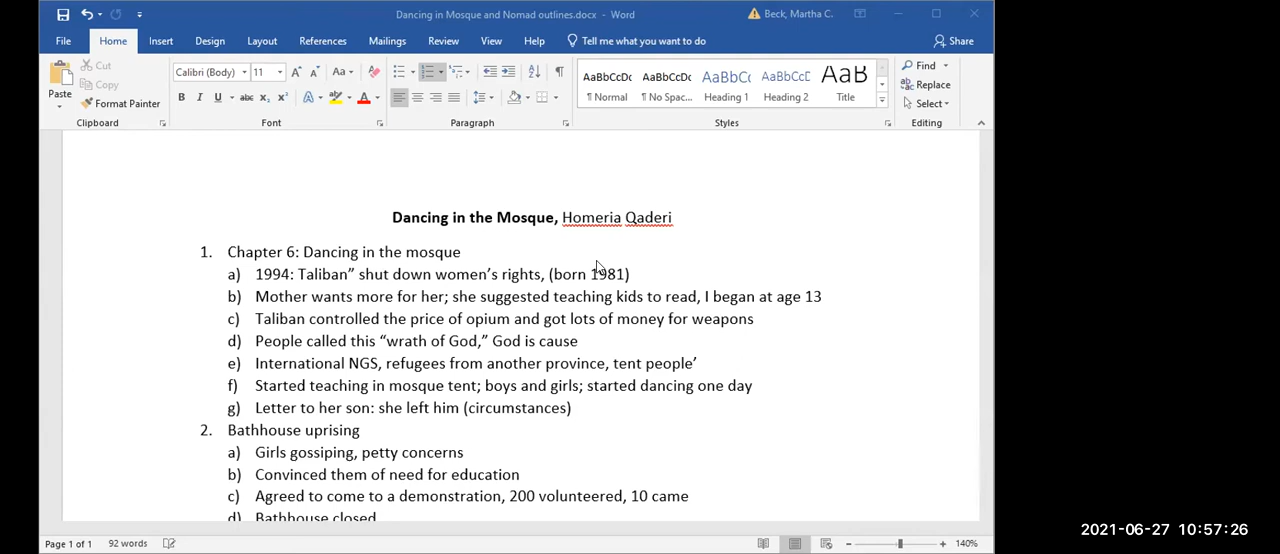 Dancing in Mosque and Nomad outlines.docx - Word
Beck, Martha C.
File Home Insert Design Layout References Mailings Review View Help Tell me what you want to do Share
Paste
Cut
Copy
Format Painter
Clipboard
Calibri (Body) 11
Aa
B I U abc x₂ x² A A
Font
Paragraph
AaBbCcDc AaBbCcDc AaBbCc AaBbCcD AaB
¶ Normal ¶ No Spac... Heading 1 Heading 2 Title
Styles
Find
Replace
Select
Editing
Dancing in the Mosque, Homeria Qaderi
1. Chapter 6: Dancing in the mosque
a) 1994: Taliban” shut down women’s rights, (born 1981)
b) Mother wants more for her; she suggested teaching kids to read, I began at age 13
c) Taliban controlled the price of opium and got lots of money for weapons
d) People called this “wrath of God,” God is cause
e) International NGS, refugees from another province, tent people’
f) Started teaching in mosque tent; boys and girls; started dancing one day
g) Letter to her son: she left him (circumstances)
2. Bathhouse uprising
a) Girls gossiping, petty concerns
b) Convinced them of need for education
c) Agreed to come to a demonstration, 200 volunteered, 10 came
d) Bathhouse closed
2021-06-27 10:57:26
Page 1 of 1 92 words 140%